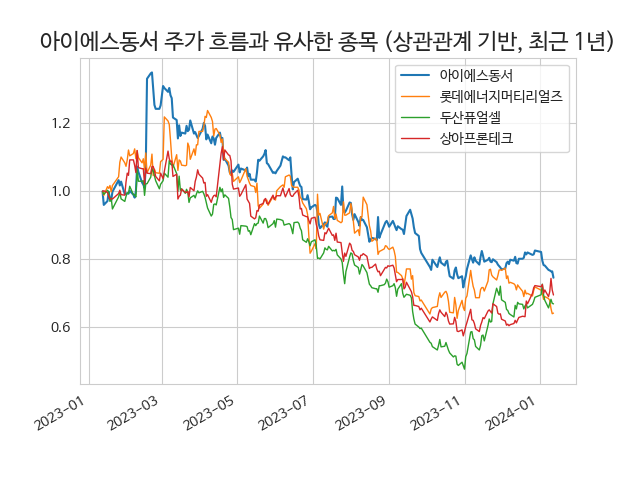 아이에스동서 주가 흐름과 유사한 종목 (상관관계 기반, 최근 1년)
아이에스동서
롯데에너지머티리얼즈
두산퓨얼셀
상아프론테크
1.2
1.0
0.8
0.6
2023-01
2023-03
2023-05
2023-07
2023-09
2023-11
2024-01